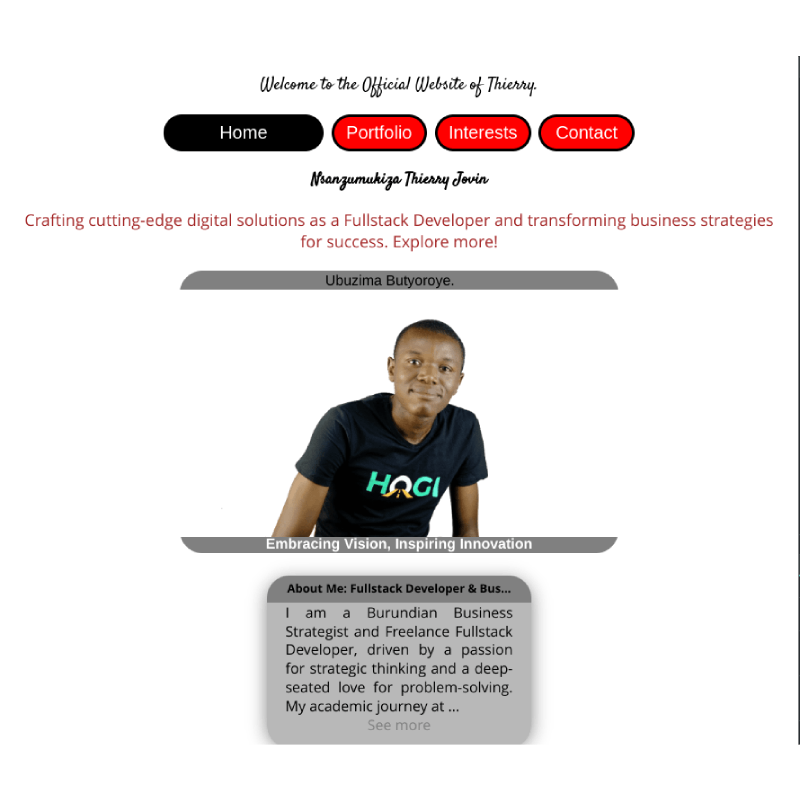 Welcome to the Official Website of Thierry.
Home Portfolio Interests Contact
Nsanzumukiza Thierry Jovin
Crafting cutting-edge digital solutions as a Fullstack Developer and transforming business strategies
for success. Explore more!
Ubuzima Butyoroye.
HAGI
Embracing Vision, Inspiring Innovation
About Me: Fullstack Developer & Bus...
I am a Burundian Business
Strategist and Freelance Fullstack
Developer, driven by a passion
for strategic thinking and a deep-
seated love for problem-solving.
My academic journey at ...
See more